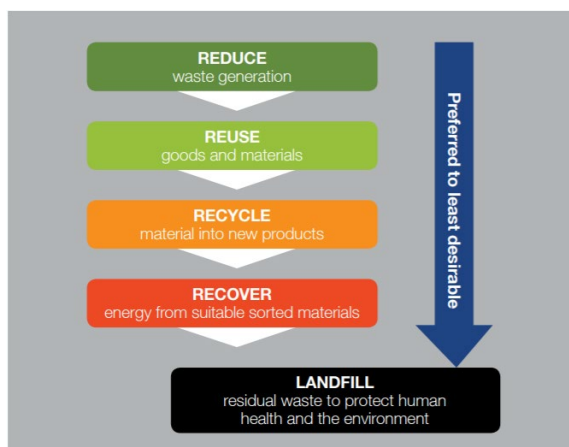 REDUCE
waste generation
REUSE
goods and materials
RECYCLE
material into new products
RECOVER
energy from suitable sorted materials
LANDFILL
residual waste to protect human
health and the environment
Preferred to least desirable